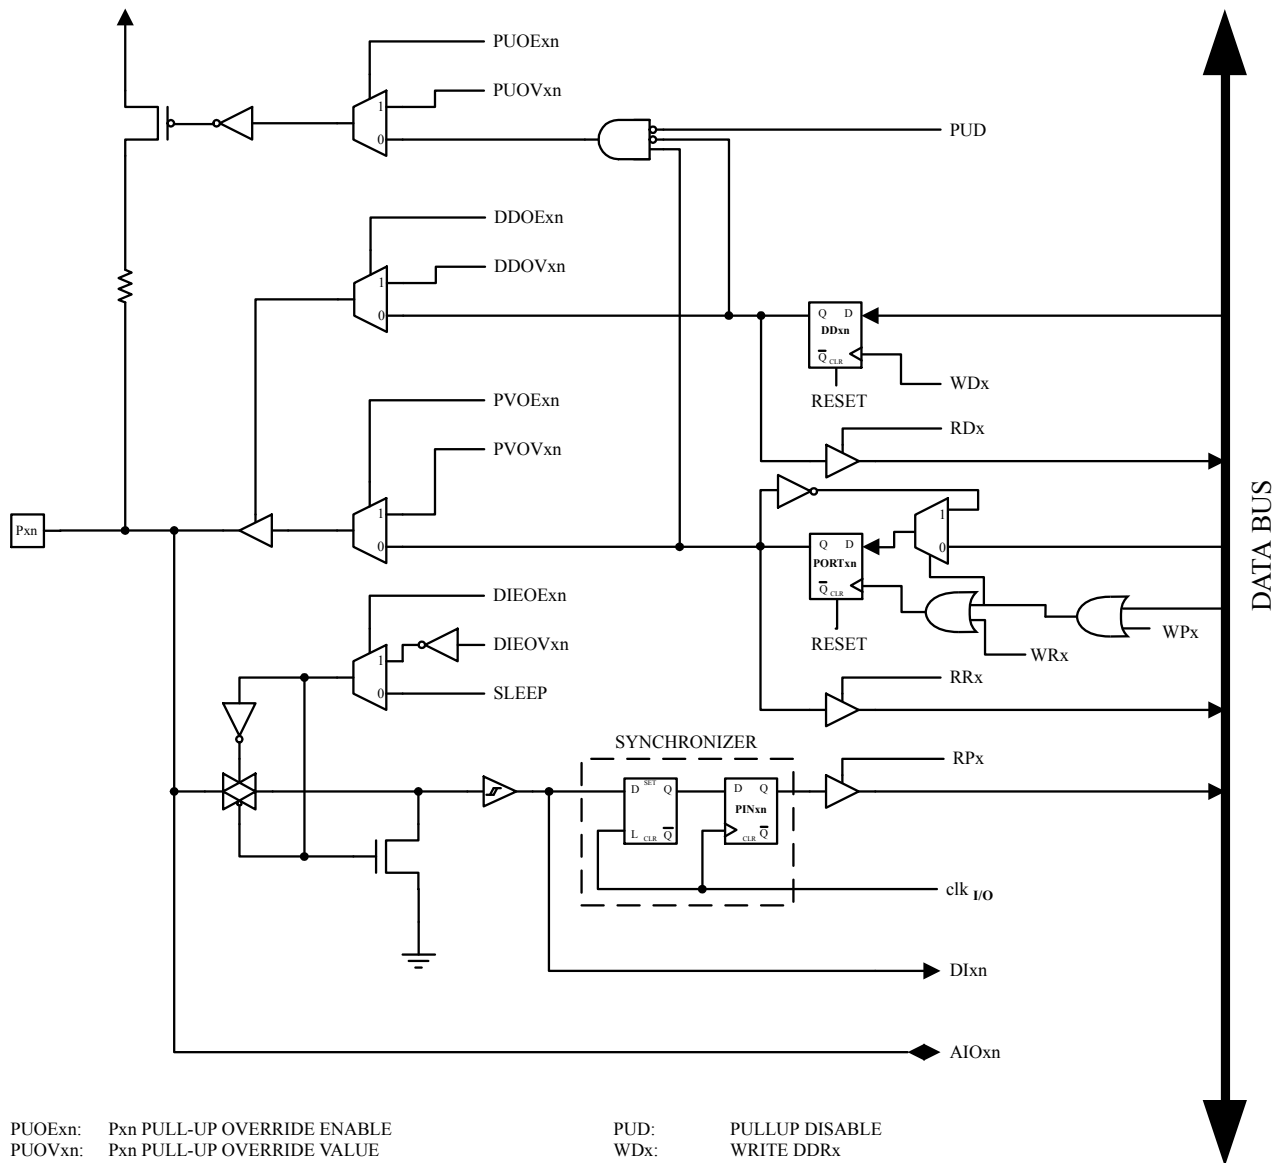 PUOExn
PUOVxn
1
0
PUD
DDOExn
DDOVxn
1
0
Q D
DDxn
Q CLR
WDx
RESET
PVOExn
RDx
PVOVxn
Pxn
1
0
Q D
PORTxn
Q CLR
1
0
DATA BUS
DIEOExn
RESET
WRx
WPx
DIEOVxn
1
0
SLEEP
RRx
SYNCHRONIZER
RPx
D SET Q
L CLR Q
D Q
PINxn
CLR Q
clk I/O
DIxn
AIOxn
PUOExn: Pxn PULL-UP OVERRIDE ENABLE
PUOVxn: Pxn PULL-UP OVERRIDE VALUE
PUD: PULLUP DISABLE
WDx: WRITE DDRx